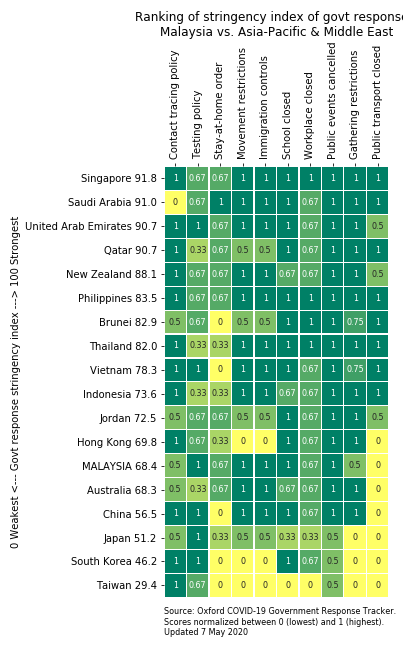 Ranking of stringency index of govt response
Malaysia vs. Asia-Pacific & Middle East
Contact tracing policy
Testing policy
Stay-at-home order
Movement restrictions
Immigration controls
School closed
Workplace closed
Public events cancelled
Gathering restrictions
Public transport closed
0 Weakest <--- Govt response stringency index ---> 100 Strongest
Singapore 91.8 1 0.67 0.67 1 1 1 1 1 1 1
Saudi Arabia 91.0 0 0.67 1 1 1 1 0.67 1 1 1
United Arab Emirates 90.7 1 1 0.67 1 1 1 0.67 1 1 0.5
Qatar 90.7 1 0.33 0.67 0.5 0.5 1 0.67 1 1 1
New Zealand 88.1 1 0.67 0.67 1 1 0.67 0.67 1 1 0.5
Philippines 83.5 1 0.67 0.67 1 1 1 1 1 1 1
Brunei 82.9 0.5 0.67 0 0.5 0.5 1 1 1 0.75 1
Thailand 82.0 1 0.33 0.33 1 1 1 1 1 1 1
Vietnam 78.3 1 1 0 1 1 1 0.67 1 0.75 1
Indonesia 73.6 1 0.33 0.33 1 1 0.67 0.67 1 1 1
Jordan 72.5 0.5 0.67 0.67 0.5 0.5 1 0.67 1 1 0.5
Hong Kong 69.8 1 0.67 0.33 0 0 1 0.67 1 1 0
MALAYSIA 68.4 0.5 1 0.67 1 1 1 0.67 1 0.5 0
Australia 68.3 0.5 0.33 0.67 1 1 0.67 0.67 1 1 0
China 56.5 1 1 0 1 1 1 0.67 1 1 0
Japan 51.2 0.5 1 0.33 0.5 0.5 0.33 0.33 0.5 0 0
South Korea 46.2 1 1 0 0 0 1 0.67 0.5 0 0
Taiwan 29.4 1 0.67 0 0 0 0 0 0.5 0 0
Source: Oxford COVID-19 Government Response Tracker.
Scores normalized between 0 (lowest) and 1 (highest).
Updated 7 May 2020